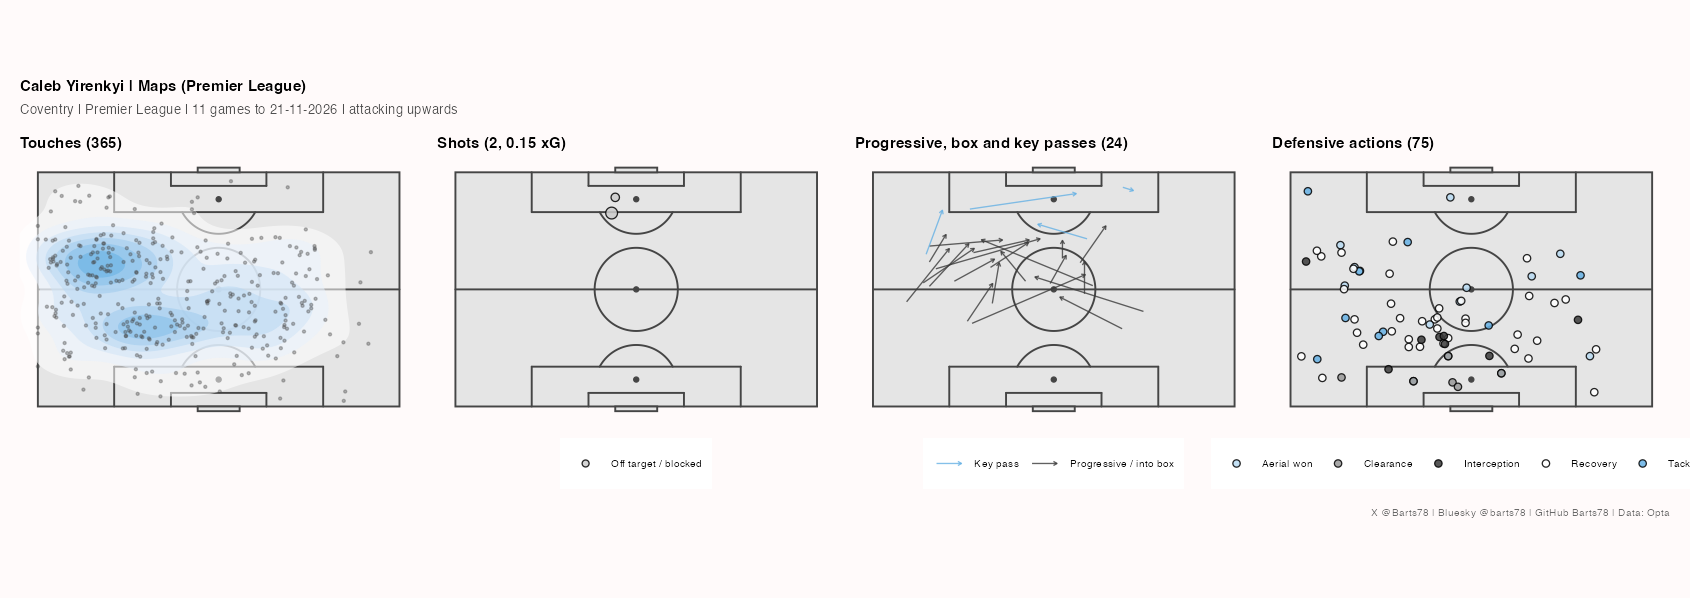 Caleb Yirenkyi | Maps (Premier League)
Coventry | Premier League | 11 games to 21-11-2026 | attacking upwards
Touches (365)
Shots (2, 0.15 xG)
Progressive, box and key passes (24)
Defensive actions (75)
Off target / blocked
Key pass
Progressive / into box
Aerial won
Clearance
Interception
Recovery
Tack
X @Barts78 | Bluesky @barts78 | GitHub Barts78 | Data: Opta